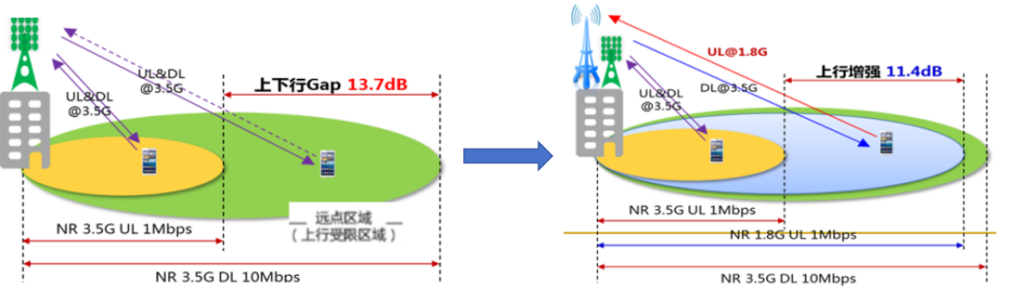 UL&DL
@3.5G
UL&DL
@3.5G
上下行Gap 13.7dB
远点区域
（上行受限区域）
NR 3.5G UL 1Mbps
NR 3.5G DL 10Mbps
UL@1.8G
DL@3.5G
UL&DL
@3.5G
上行增强 11.4dB
NR 3.5G UL 1Mbps
NR 1.8G UL 1Mbps
NR 3.5G DL 10Mbps